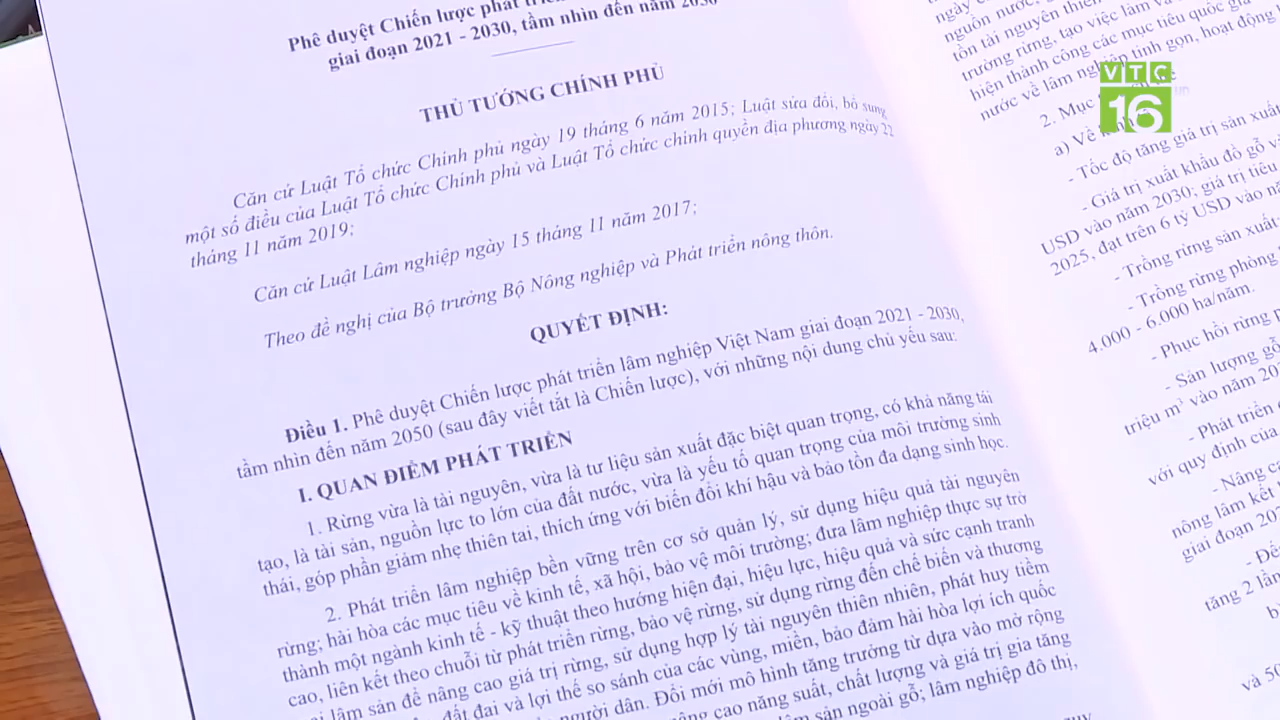 Phê duyệt Chiến lược phát
giai đoạn 2021 - 2030, tầm nhìn đến năm 2050
THỦ TƯỚNG CHÍNH PHỦ
Căn cứ Luật Tổ chức Chính phủ ngày 19 tháng 6 năm 2015; Luật sửa đổi, bổ sung
một số điều của Luật Tổ chức Chính phủ và Luật Tổ chức chính quyền địa phương ngày 22
tháng 11 năm 2019;
Căn cứ Luật Lâm nghiệp ngày 15 tháng 11 năm 2017;
Theo đề nghị của Bộ trưởng Bộ Nông nghiệp và Phát triển nông thôn.
QUYẾT ĐỊNH:
Điều 1. Phê duyệt Chiến lược phát triển lâm nghiệp Việt Nam giai đoạn 2021 - 2030,
tầm nhìn đến năm 2050 (sau đây viết tắt là Chiến lược), với những nội dung chủ yếu sau:
I. QUAN ĐIỂM PHÁT TRIỂN
1. Rừng vừa là tài nguyên, vừa là tư liệu sản xuất đặc biệt quan trọng, có khả năng tái
tạo, là tài sản, nguồn lực to lớn của đất nước, vừa là yếu tố quan trọng của môi trường sinh
thái, góp phần giảm nhẹ thiên tai, thích ứng với biến đổi khí hậu và bảo tồn đa dạng sinh học.
2. Phát triển lâm nghiệp bền vững trên cơ sở quản lý, sử dụng hiệu quả tài nguyên
rừng; hài hòa các mục tiêu về kinh tế, xã hội, bảo vệ môi trường; đưa lâm nghiệp thực sự trở
thành một ngành kinh tế - kỹ thuật theo hướng hiện đại, hiệu lực, hiệu quả và sức cạnh tranh
cao, liên kết theo chuỗi từ phát triển rừng, bảo vệ rừng, sử dụng rừng đến chế biến và thương
lâm sản để nâng cao giá trị rừng, sử dụng hợp lý tài nguyên thiên nhiên, phát huy tiềm
đất đai và lợi thế so sánh của các vùng, miền, bảo đảm hài hòa lợi ích quốc
người dân. Đổi mới mô hình tăng trưởng từ dựa vào mở rộng
cao năng suất, chất lượng và giá trị gia tăng
sản ngoài gỗ; lâm nghiệp đô thị,
ngày c
nguồn nước,
tồn tài nguyên thiên
trường rừng, tạo việc làm và
hiện thành công các mục tiêu quốc gia
nước về lâm nghiệp tinh gọn, hoạt động
2. Mục
a) Về
- Tốc độ tăng giá trị sản xuất
- Giá trị xuất khẩu đồ gỗ và
USD vào năm 2030; giá trị tiêu
2025, đạt trên 6 tỷ USD vào nă
- Trồng rừng sản xuất
- Trồng rừng phòng
4.000 - 6.000 ha/năm.
- Phục hồi rừng
- Sản lượng gỗ
triệu m³ vào năm 20
- Phát triển
với quy định của
- Nâng ca
nông lâm kết
giai đoạn 20
- Đế
tăng 2 lần
b
và 50
VTC
16